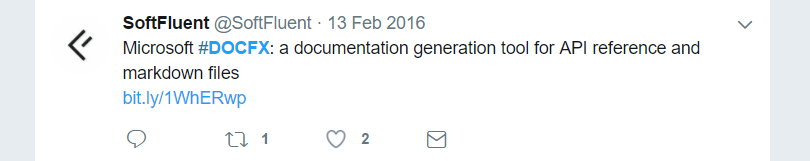 SoftFluent @SoftFluent · 13 Feb 2016
Microsoft #DOCFX: a documentation generation tool for API reference and
markdown files
bit.ly/1WhERwp
1 2